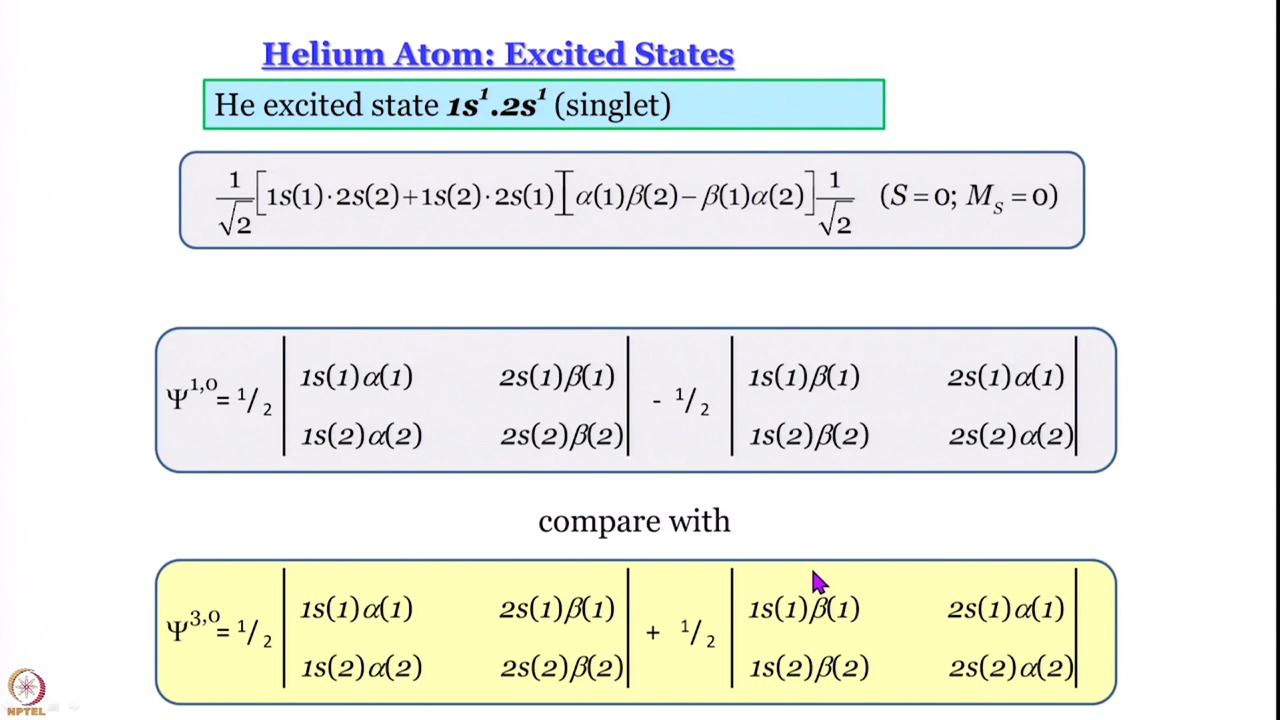 Helium Atom: Excited States
He excited state 1s¹.2s¹ (singlet)
1/√2 [1s(1)·2s(2)+1s(2)·2s(1)][α(1)β(2)−β(1)α(2)] 1/√2 (S=0; M_S=0)
Ψ¹,⁰= ¹/₂ | 1s(1)α(1) 2s(1)β(1) | - ¹/₂ | 1s(1)β(1) 2s(1)α(1) |
| 1s(2)α(2) 2s(2)β(2) | | 1s(2)β(2) 2s(2)α(2) |
compare with
Ψ³,⁰= ¹/₂ | 1s(1)α(1) 2s(1)β(1) | + ¹/₂ | 1s(1)β(1) 2s(1)α(1) |
| 1s(2)α(2) 2s(2)β(2) | | 1s(2)β(2) 2s(2)α(2) |
NPTEL